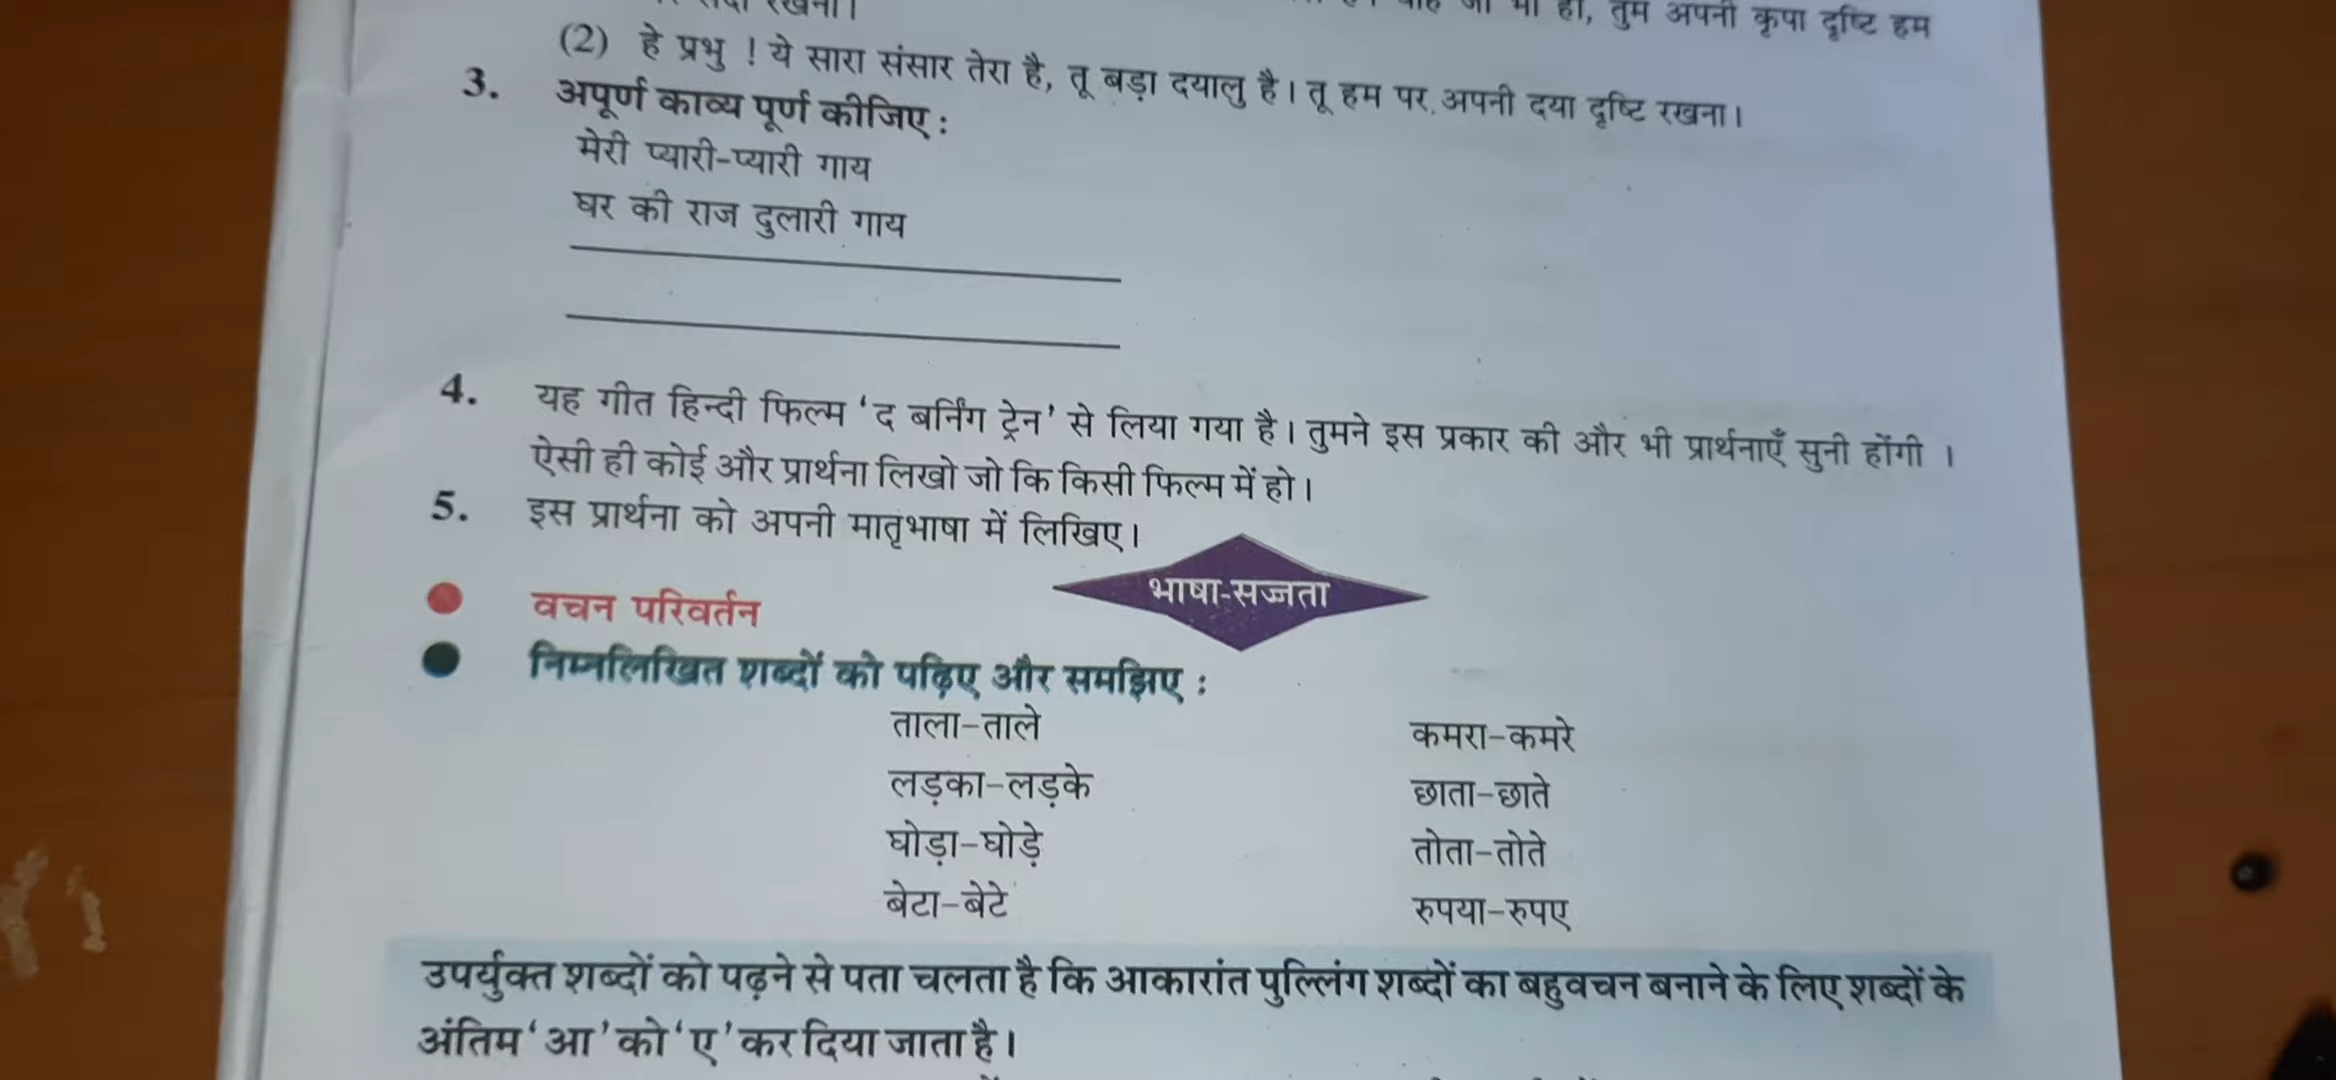 रखना।
हो, तुम अपनी कृपा दृष्टि हम
(2) हे प्रभु ! ये सारा संसार तेरा है, तू बड़ा दयालु है। तू हम पर अपनी दया दृष्टि रखना।
3. अपूर्ण काव्य पूर्ण कीजिए :
मेरी प्यारी-प्यारी गाय
घर की राज दुलारी गाय
4. यह गीत हिन्दी फिल्म ‘द बर्निंग ट्रेन’ से लिया गया है। तुमने इस प्रकार की और भी प्रार्थनाएँ सुनी होंगी ।
ऐसी ही कोई और प्रार्थना लिखो जो कि किसी फिल्म में हो।
5. इस प्रार्थना को अपनी मातृभाषा में लिखिए।
भाषा-सज्जता
वचन परिवर्तन
निम्नलिखित शब्दों को पढ़िए और समझिए :
ताला-ताले कमरा-कमरे
लड़का-लड़के छाता-छाते
घोड़ा-घोड़े तोता-तोते
बेटा-बेटे रुपया-रुपए
उपर्युक्त शब्दों को पढ़ने से पता चलता है कि आकारांत पुल्लिंग शब्दों का बहुवचन बनाने के लिए शब्दों के
अंतिम ‘आ’ को ‘ए’ कर दिया जाता है।